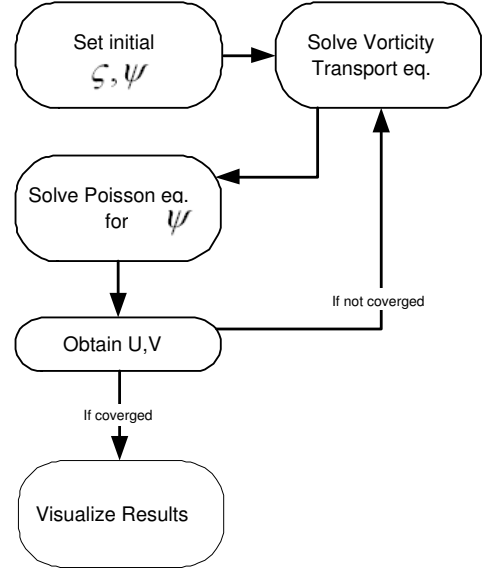 Set initial
ς, ψ
Solve Vorticity
Transport eq.
Solve Poisson eq.
for ψ
If not coverged
Obtain U,V
If coverged
Visualize Results